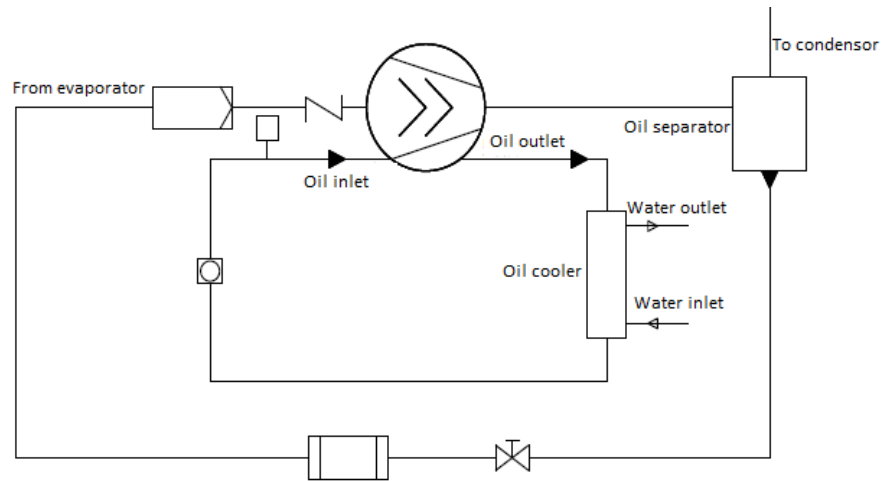 To condensor
From evaporator
Oil separator
Oil outlet
Oil inlet
Water outlet
Oil cooler
Water inlet